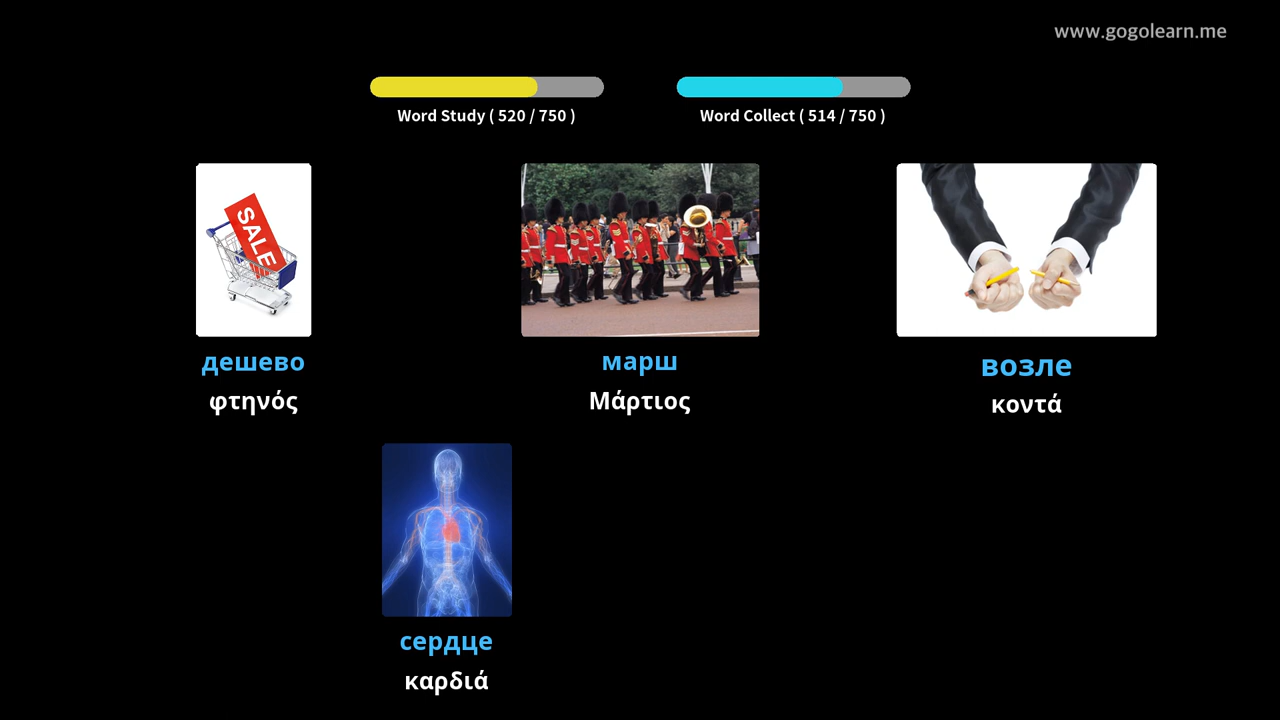 www.gogolearn.me
Word Study ( 520 / 750 )
Word Collect ( 514 / 750 )
SALE
дешево
φτηνός
марш
Μάρτιος
возле
κοντά
сердце
καρδιά